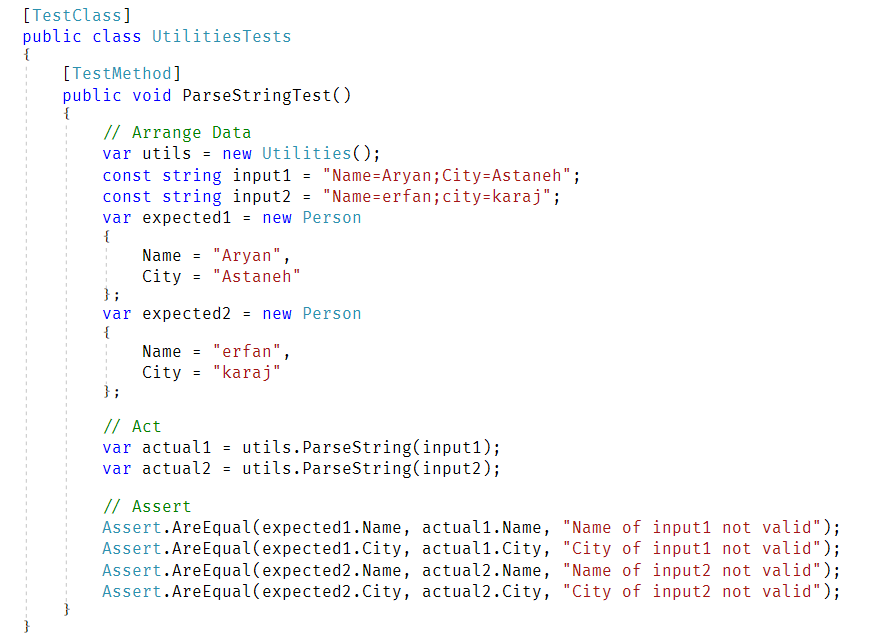 [TestClass]
public class UtilitiesTests
{
[TestMethod]
public void ParseStringTest()
{
// Arrange Data
var utils = new Utilities();
const string input1 = "Name=Aryan;City=Astaneh";
const string input2 = "Name=erfan;city=karaj";
var expected1 = new Person
{
Name = "Aryan",
City = "Astaneh"
};
var expected2 = new Person
{
Name = "erfan",
City = "karaj"
};
// Act
var actual1 = utils.ParseString(input1);
var actual2 = utils.ParseString(input2);
// Assert
Assert.AreEqual(expected1.Name, actual1.Name, "Name of input1 not valid");
Assert.AreEqual(expected1.City, actual1.City, "City of input1 not valid");
Assert.AreEqual(expected2.Name, actual2.Name, "Name of input2 not valid");
Assert.AreEqual(expected2.City, actual2.City, "City of input2 not valid");
}
}